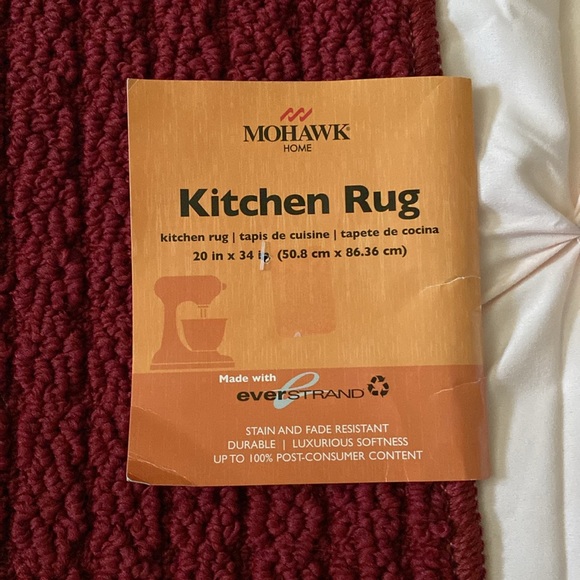 MOHAWK®
HOME
Kitchen Rug
kitchen rug | tapis de cuisine | tapete de cocina
20 in x 34 (50.8 cm x 86.36 cm)
Made with
everSTRAND
STAIN AND FADE RESISTANT
DURABLE | LUXURIOUS SOFTNESS
UP TO 100% POST-CONSUMER CONTENT